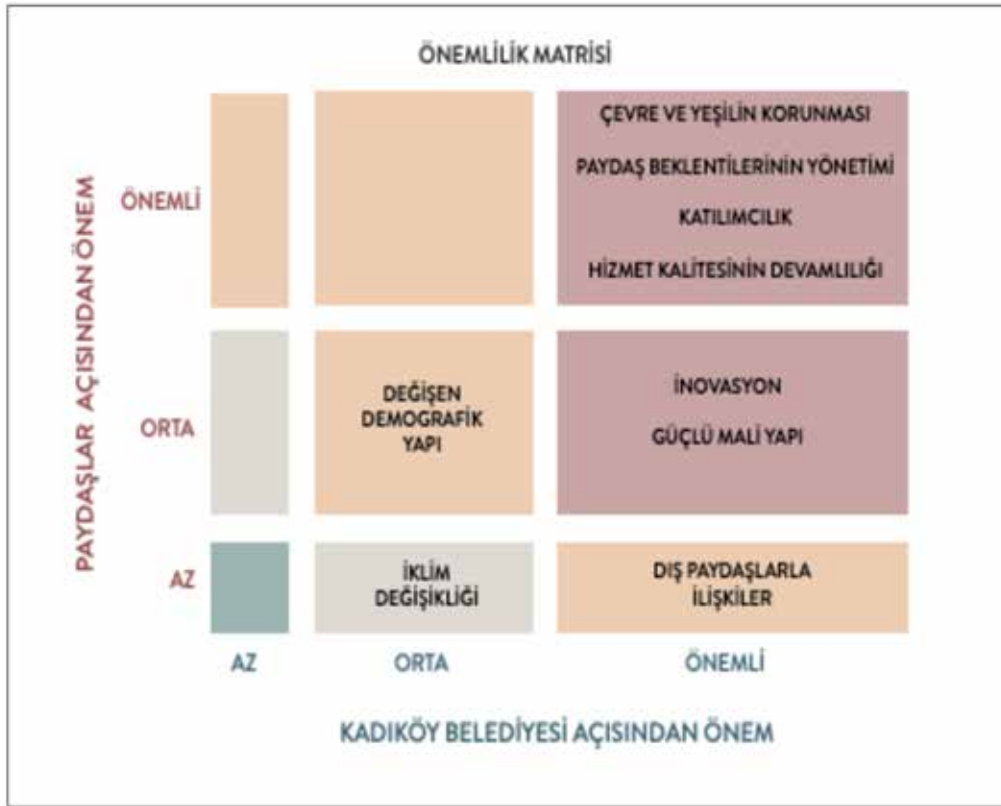 ÖNEMLİLİK MATRİSİ
PAYDAŞLAR AÇISINDAN ÖNEM
ÖNEMLİ
ÇEVRE VE YEŞİLİN KORUNMASI
PAYDAŞ BEKLENTİLERİNİN YÖNETİMİ
KATILIMCILIK
HİZMET KALİTESİNİN DEVAMLILIĞI
ORTA
DEĞİŞEN
DEMOGRAFİK
YAPI
İNOVASYON
GÜÇLÜ MALİ YAPI
AZ
İKLİM
DEĞİŞİKLİĞİ
DIŞ PAYDAŞLARLA
İLİŞKİLER
AZ
ORTA
ÖNEMLİ
KADIKÖY BELEDİYESİ AÇISINDAN ÖNEM